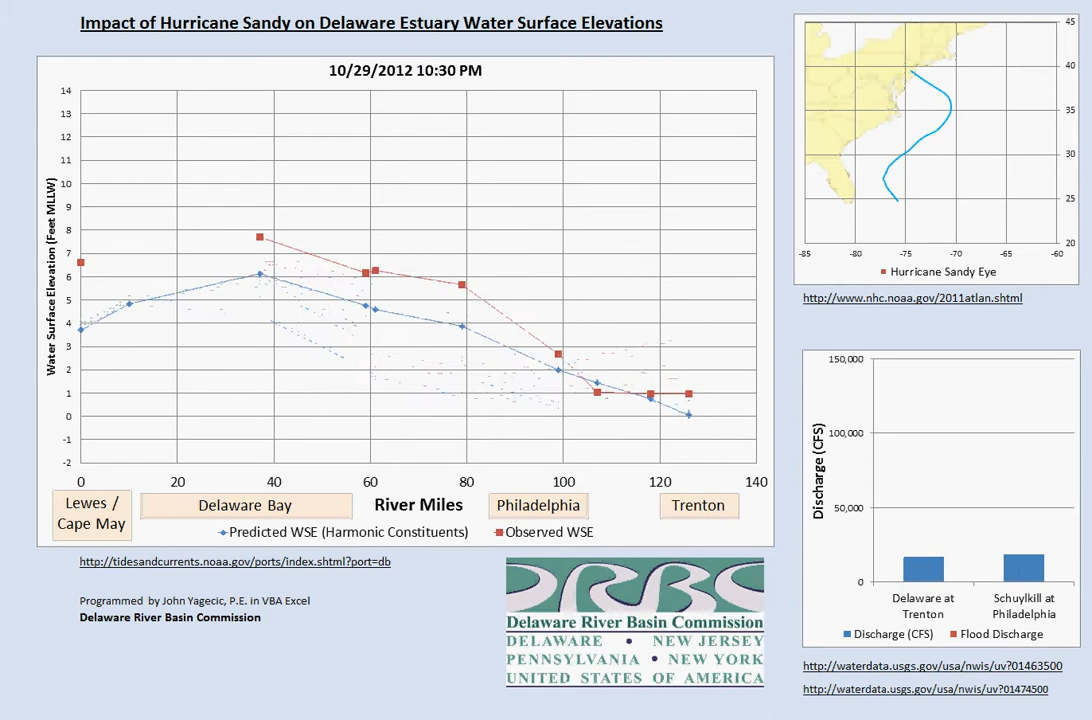 Impact of Hurricane Sandy on Delaware Estuary Water Surface Elevations
10/29/2012 10:30 PM
Water Surface Elevation (Feet MLLW)
14
13
12
11
10
9
8
7
6
5
4
3
2
1
0
-1
-2
0 20 40 60 80 100 120 140
Lewes /
Cape May
Delaware Bay
River Miles
Philadelphia
Trenton
Predicted WSE (Harmonic Constituents) Observed WSE
http://tidesandcurrents.noaa.gov/ports/index.shtml?port=db
Programmed by John Yagecic, P.E. in VBA Excel
Delaware River Basin Commission
DRBC
Delaware River Basin Commission
DELAWARE • NEW JERSEY
PENNSYLVANIA • NEW YORK
UNITED STATES OF AMERICA
45
40
35
30
25
20
-85 -80 -75 -70 -65 -60
Hurricane Sandy Eye
http://www.nhc.noaa.gov/2011atlan.shtml
Discharge (CFS)
150,000
100,000
50,000
0
Delaware at
Trenton
Schuylkill at
Philadelphia
Discharge (CFS) Flood Discharge
http://waterdata.usgs.gov/usa/nwis/uv?01463500
http://waterdata.usgs.gov/usa/nwis/uv?01474500